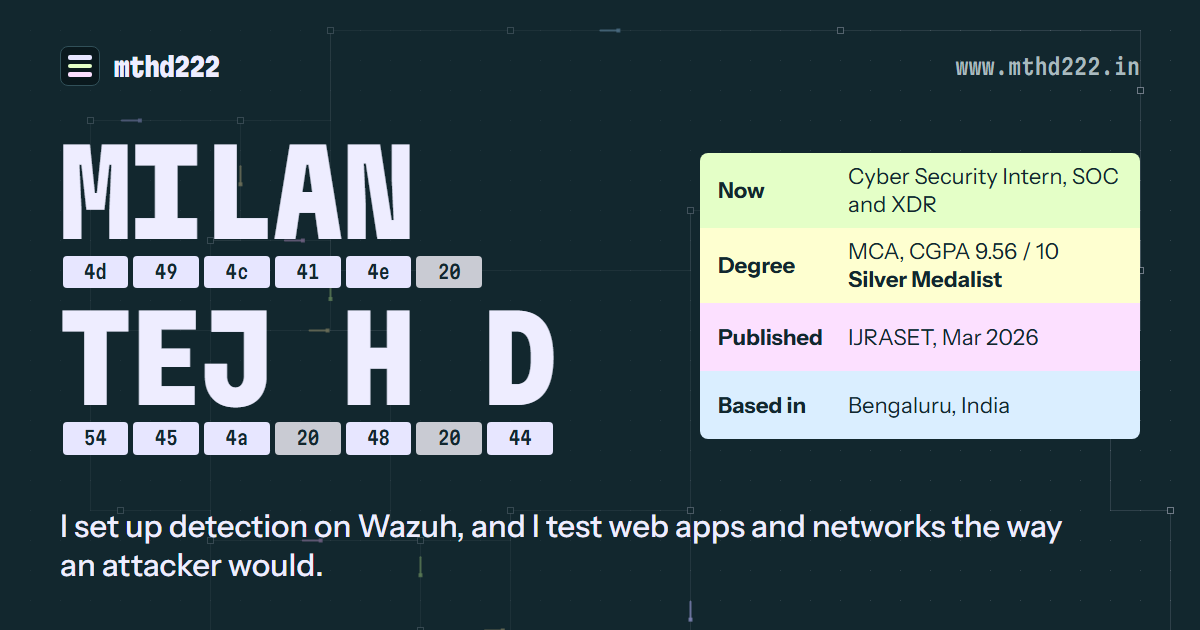 mthd222
www.mthd222.in
MILAN
4d 49 4c 41 4e 20
TEJ H D
54 45 4a 20 48 20 44
Now
Cyber Security Intern, SOC
and XDR
Degree
MCA, CGPA 9.56 / 10
Silver Medalist
Published
IJRASET, Mar 2026
Based in
Bengaluru, India
I set up detection on Wazuh, and I test web apps and networks the way
an attacker would.